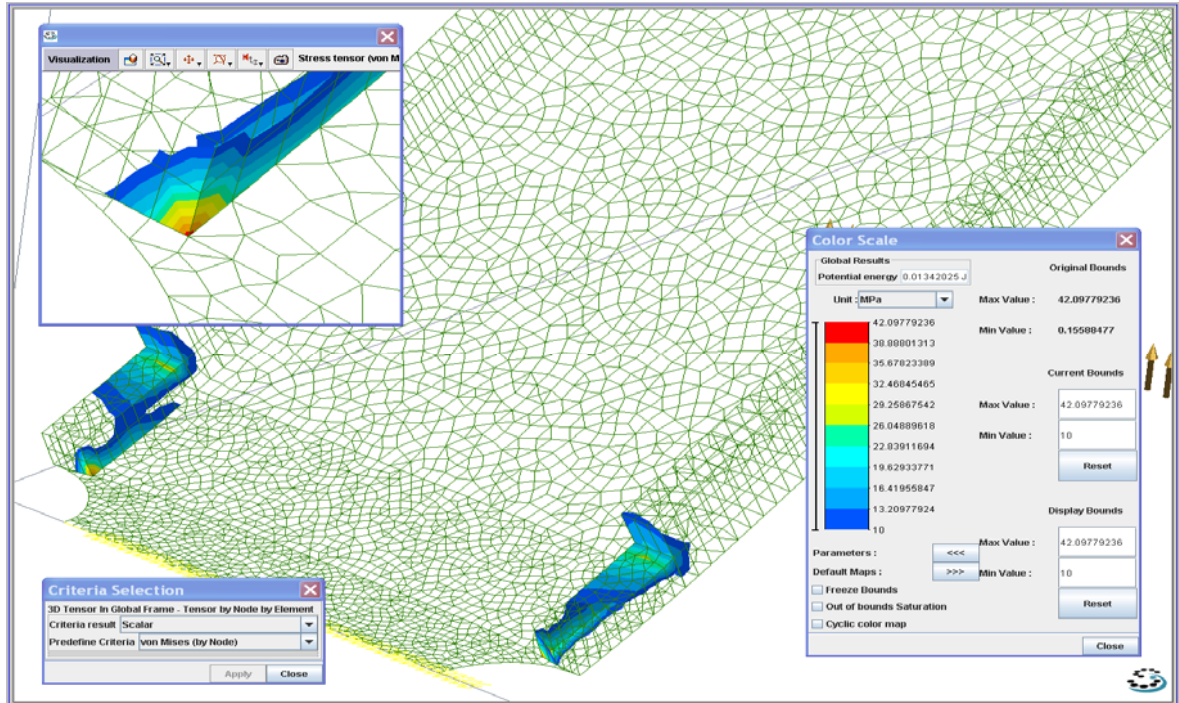 Visualization
Stress tensor (von M
Color Scale
Global Results
Potential energy 0.01342025 J
Original Bounds
Unit : MPa
Max Value : 42.09779236
Min Value : 0.15588477
42.09779236
38.88801313
35.67823389
32.46845465
29.25867542
26.04889618
22.83911694
19.62933771
16.41955847
13.20977924
10
Current Bounds
Max Value : 42.09779236
Min Value : 10
Reset
Display Bounds
Parameters : <<<
Max Value : 42.09779236
Default Maps : >>>
Min Value : 10
Freeze Bounds
Reset
Out of bounds Saturation
Cyclic color map
Close
Criteria Selection
3D Tensor In Global Frame - Tensor by Node by Element
Criteria result Scalar
Predefine Criteria von Mises (by Node)
Apply Close